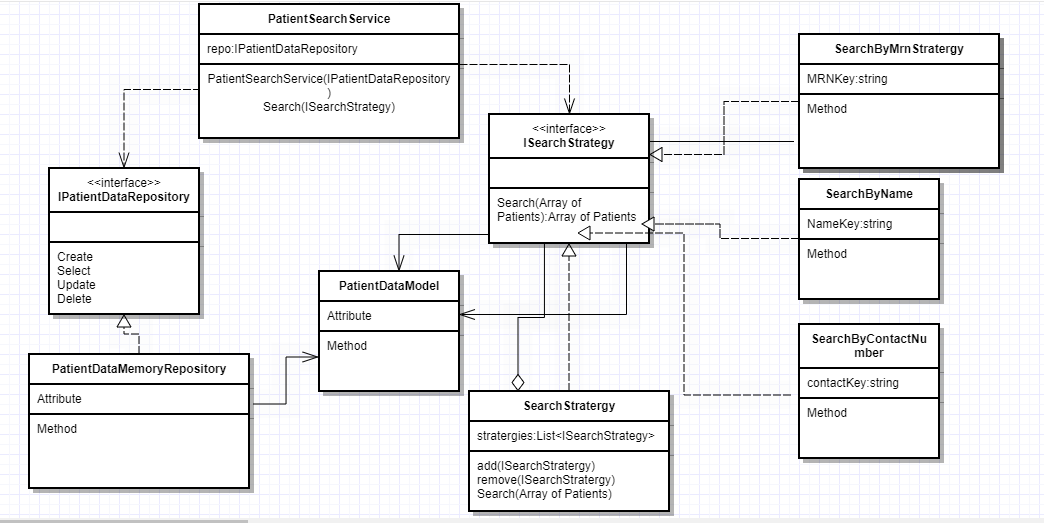 PatientSearchService
repo:IPatientDataRepository
PatientSearchService(IPatientDataRepository
)
Search(ISearchStrategy)
<<interface>>
IPatientDataRepository
Create
Select
Update
Delete
PatientDataMemoryRepository
Attribute
Method
PatientDataModel
Attribute
Method
<<interface>>
ISearchStrategy
Search(Array of
Patients):Array of Patients
SearchStratergy
stratergies:List<ISearchStrategy>
add(ISearchStratergy)
remove(ISearchStratergy)
Search(Array of Patients)
SearchByMrnStratergy
MRNKey:string
Method
SearchByName
NameKey:string
Method
SearchByContactNu
mber
contactKey:string
Method